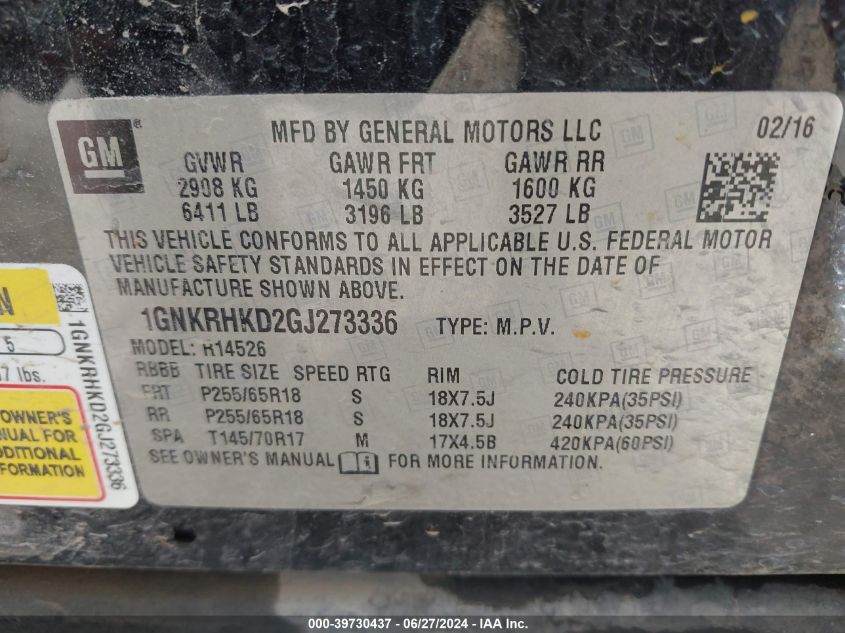 GM
MFD BY GENERAL MOTORS LLC
02/16
GVWR GAWR FRT GAWR RR
2908 KG 1450 KG 1600 KG
6411 LB 3196 LB 3527 LB
THIS VEHICLE CONFORMS TO ALL APPLICABLE U.S. FEDERAL MOTOR
VEHICLE SAFETY STANDARDS IN EFFECT ON THE DATE OF
MANUFACTURE SHOWN ABOVE.
1GNKRHKD2GJ273336 TYPE: M.P.V.
MODEL: R14526
RBBB TIRE SIZE SPEED RTG RIM COLD TIRE PRESSURE
FRT P255/65R18 S 18X7.5J 240KPA(35PSI)
RR P255/65R18 S 18X7.5J 240KPA(35PSI)
SPA T145/70R17 M 17X4.5B 420KPA(60PSI)
SEE OWNER'S MANUAL FOR MORE INFORMATION.
5
lbs.
OWNER'S
FOR
1GNKRHKD2GJ273336
000-39730437 - 06/27/2024 - IAAI, Inc.